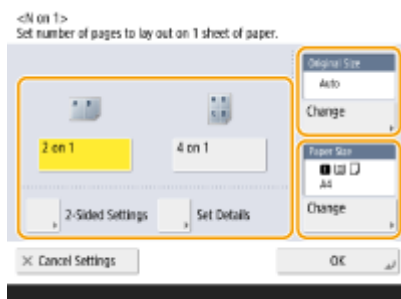 <N on 1>
Set number of pages to lay out on 1 sheet of paper.
Original Size
Auto
Change
2 on 1
4 on 1
Paper Size
1
A4
Change
2-Sided Settings
Set Details
× Cancel Settings
OK